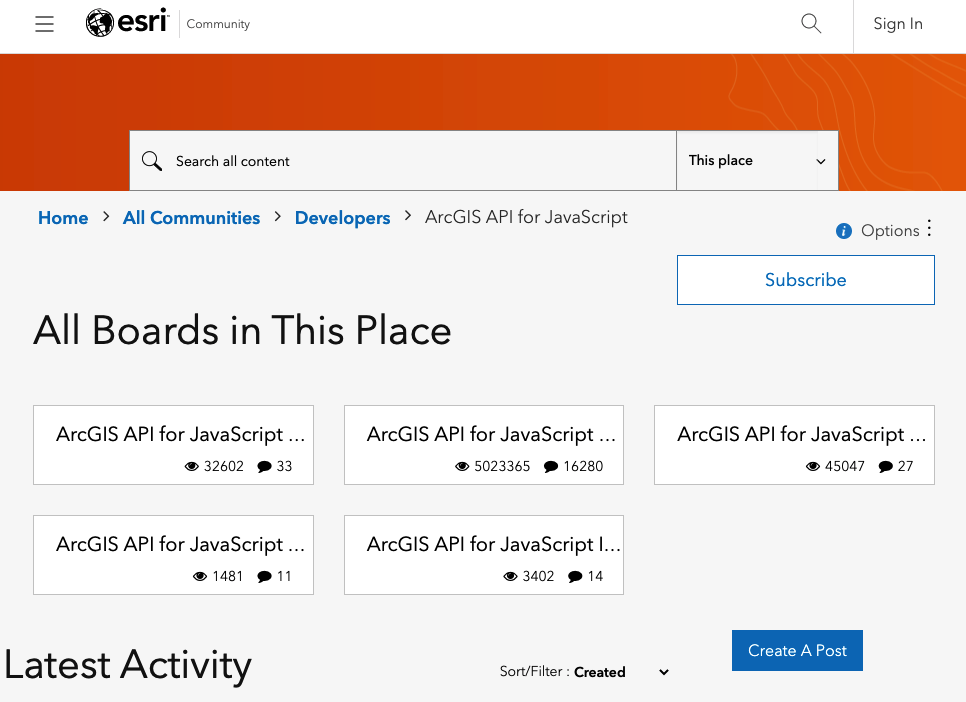 esri Community
Sign In
Search all content
This place
Home > All Communities > Developers > ArcGIS API for JavaScript
Options
Subscribe
All Boards in This Place
ArcGIS API for JavaScript ...
32602 33
ArcGIS API for JavaScript ...
5023365 16280
ArcGIS API for JavaScript ...
45047 27
ArcGIS API for JavaScript ...
1481 11
ArcGIS API for JavaScript I...
3402 14
Latest Activity
Sort/Filter : Created
Create A Post